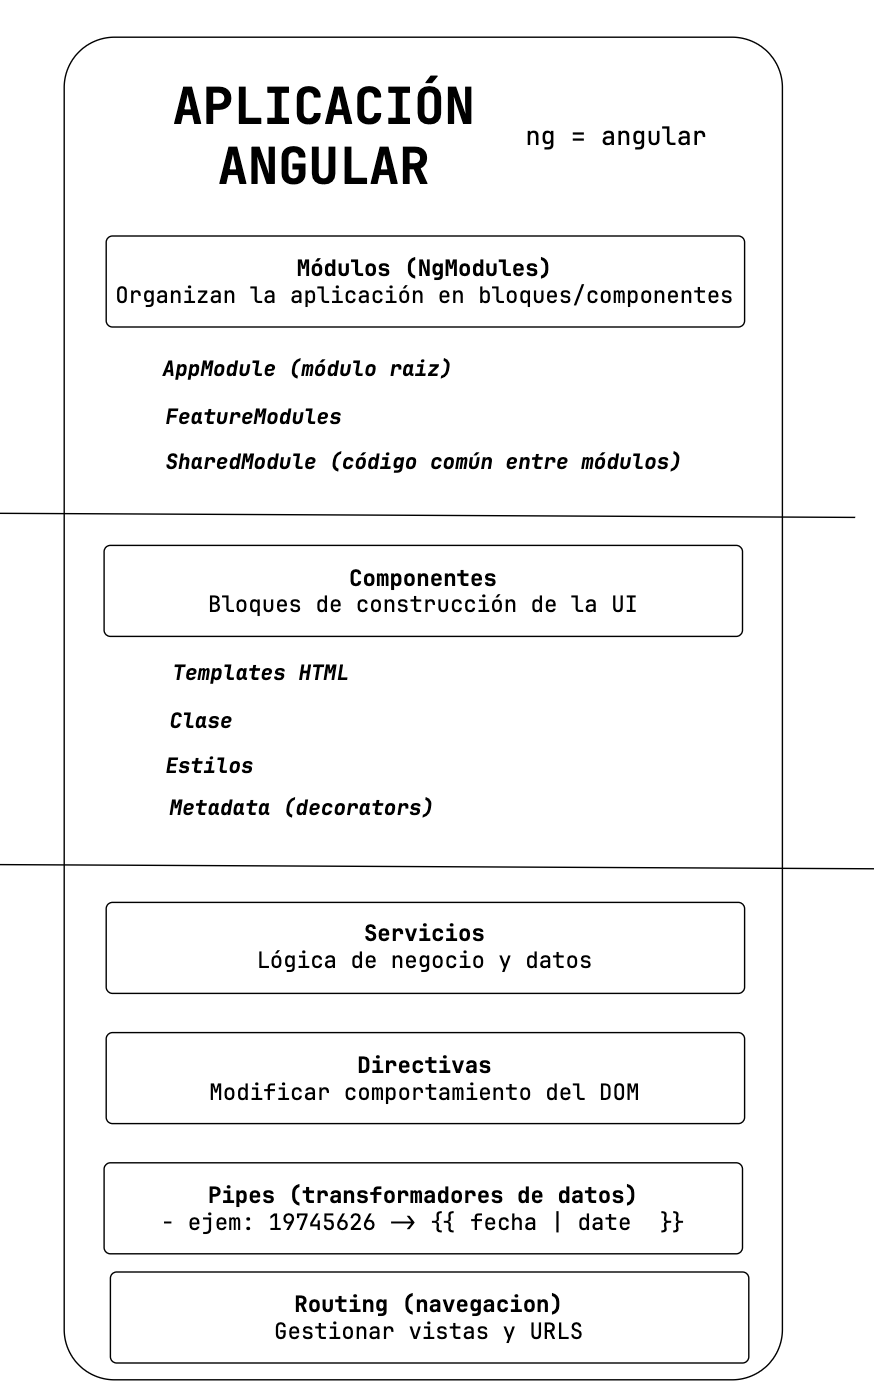 APLICACIÓN
ANGULAR
ng = angular
Módulos (NgModules)
Organizan la aplicación en bloques/componentes
AppModule (módulo raiz)
FeatureModules
SharedModule (código común entre módulos)
Componentes
Bloques de construcción de la UI
Templates HTML
Clase
Estilos
Metadata (decorators)
Servicios
Lógica de negocio y datos
Directivas
Modificar comportamiento del DOM
Pipes (transformadores de datos)
- ejem: 19745626 -> {{ fecha | date  }}
Routing (navegacion)
Gestionar vistas y URLS